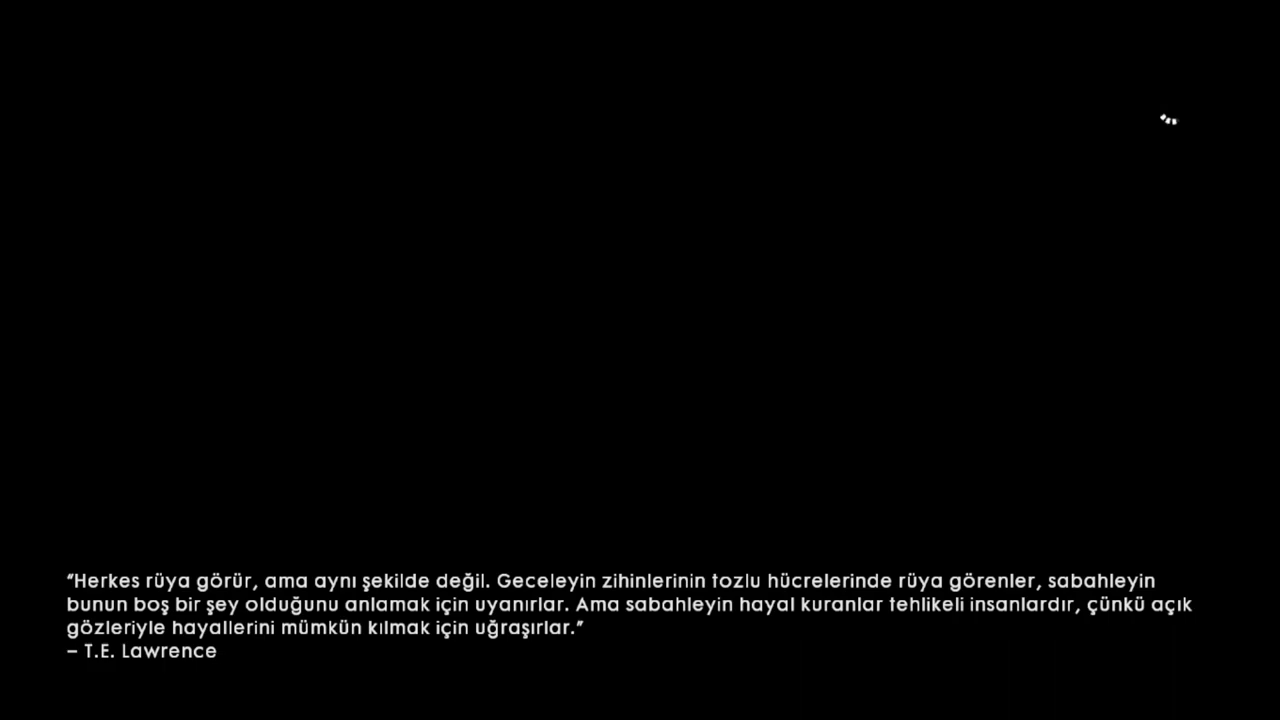 “Herkes rüya görür, ama aynı şekilde değil. Geceleyin zihinlerinin tozlu hücrelerinde rüya görenler, sabahleyin
bunun boş bir şey olduğunu anlamak için uyanırlar. Ama sabahleyin hayal kuranlar tehlikeli insanlardır, çünkü açık
gözleriyle hayallerini mümkün kılmak için uğraşırlar.”
– T.E. Lawrence